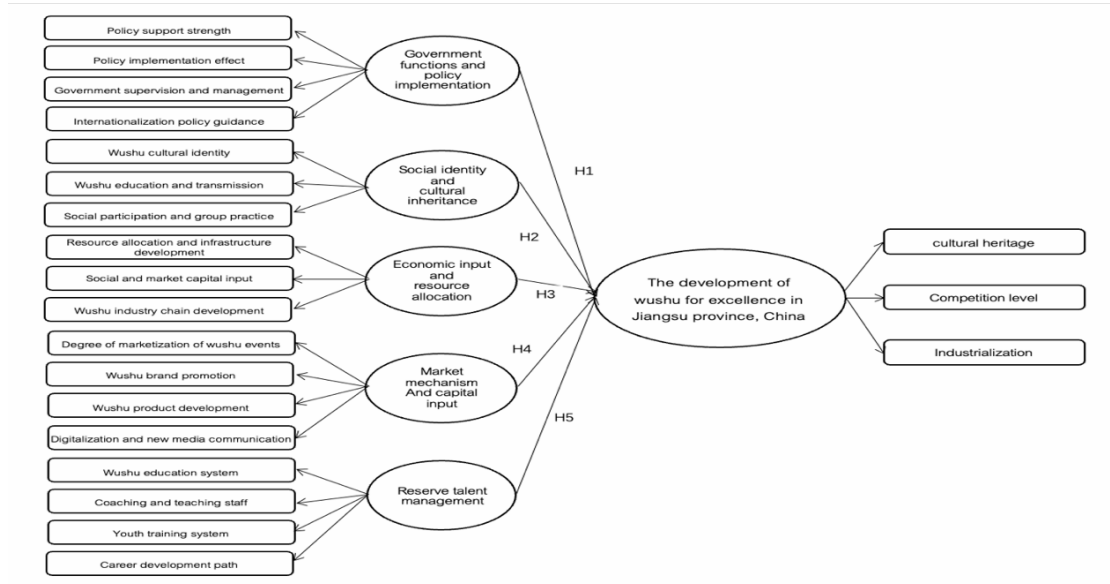 Policy support strength
Policy implementation effect
Government supervision and management
Internationalization policy guidance
Government
functions and
policy
implementation
Wushu cultural identity
Wushu education and transmission
Social participation and group practice
Social identity
and
cultural
inheritance
Resource allocation and infrastructure
development
Social and market capital input
Wushu industry chain development
Economic input
and
resource
allocation
Degree of marketization of wushu events
Wushu brand promotion
Wushu product development
Digitalization and new media communication
Market
mechanism
And capital
input
Wushu education system
Coaching and teaching staff
Youth training system
Career development path
Reserve talent
management
H1
H2
H3
H4
H5
The development of
wushu for excellence in
Jiangsu province, China
cultural heritage
Competition level
Industrialization